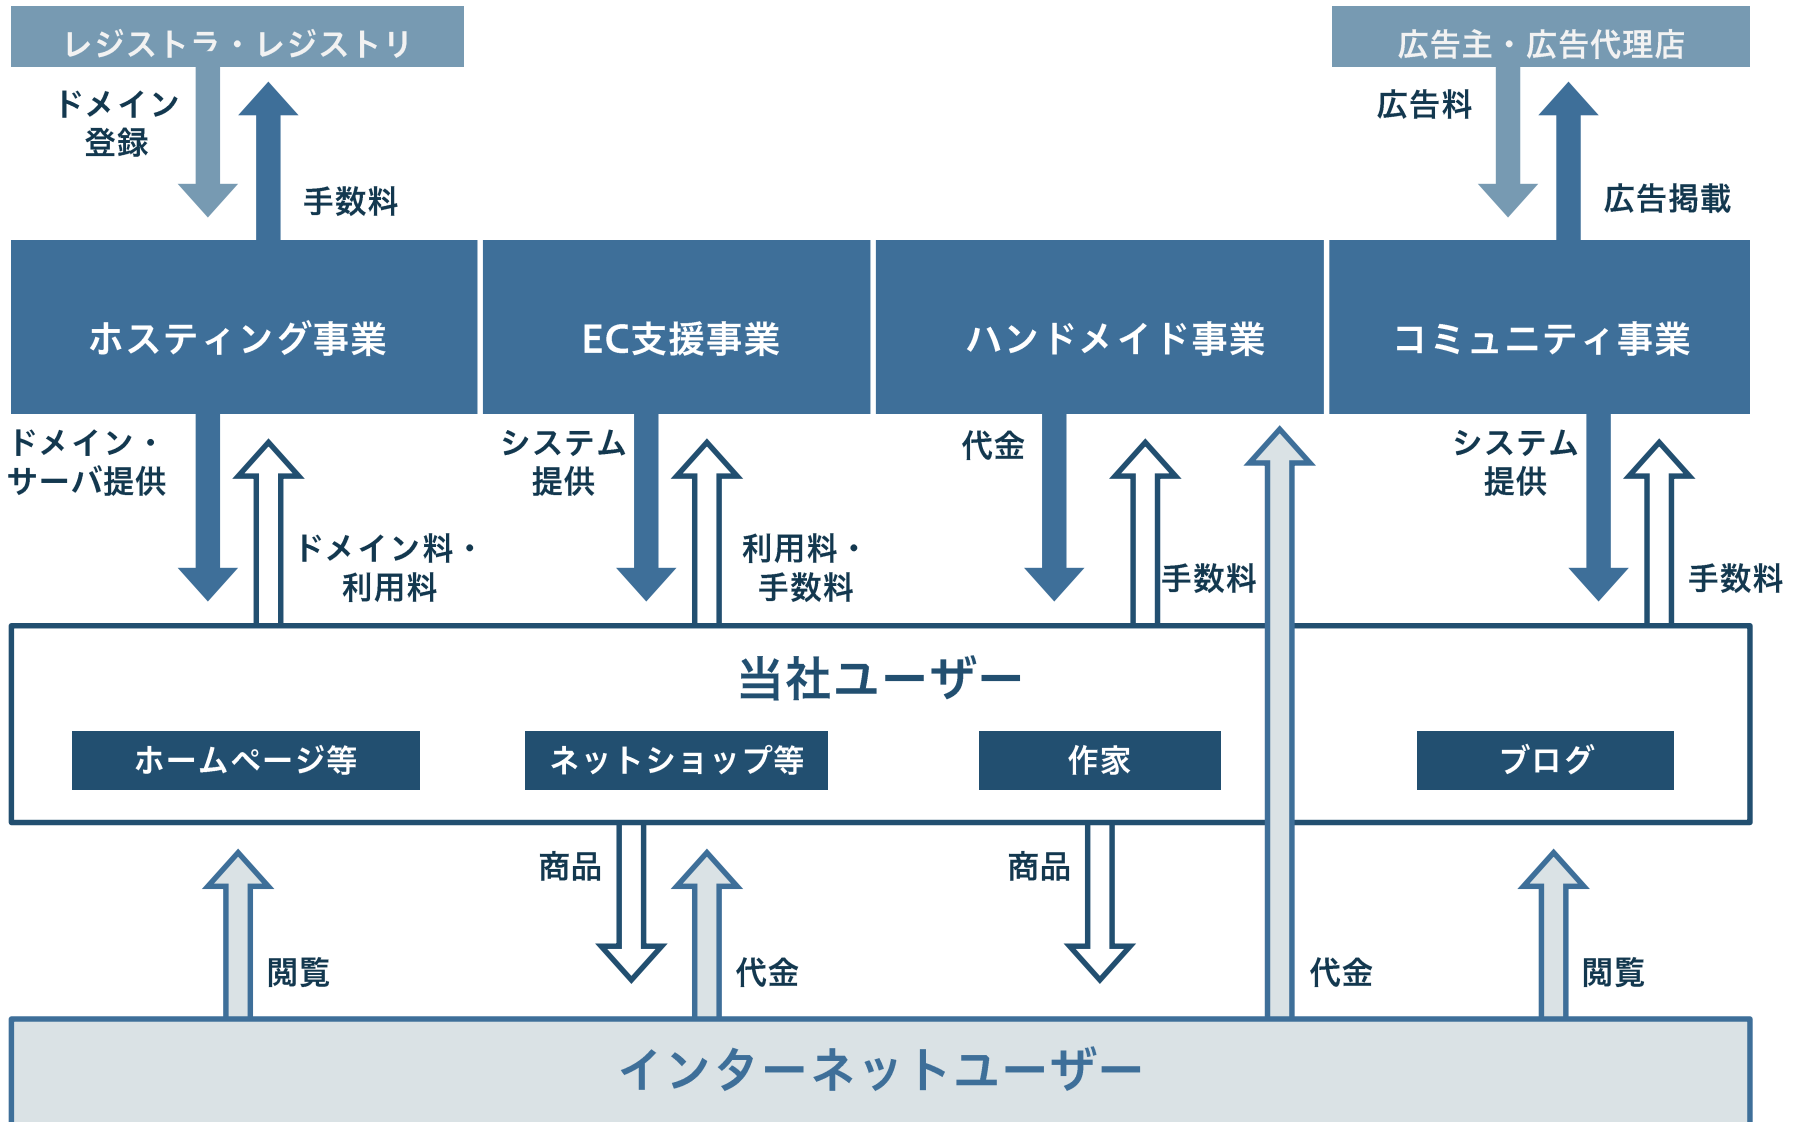 レジストラ・レジストリ
広告主・広告代理店
ドメイン
登録
手数料
広告料
広告掲載
ホスティング事業
EC支援事業
ハンドメイド事業
コミュニティ事業
ドメイン・
サーバ提供
ドメイン料・
利用料
システム
提供
利用料・
手数料
代金
手数料
システム
提供
手数料
当社ユーザー
ホームページ等
ネットショップ等
作家
ブログ
閲覧
商品
代金
商品
代金
閲覧
インターネットユーザー